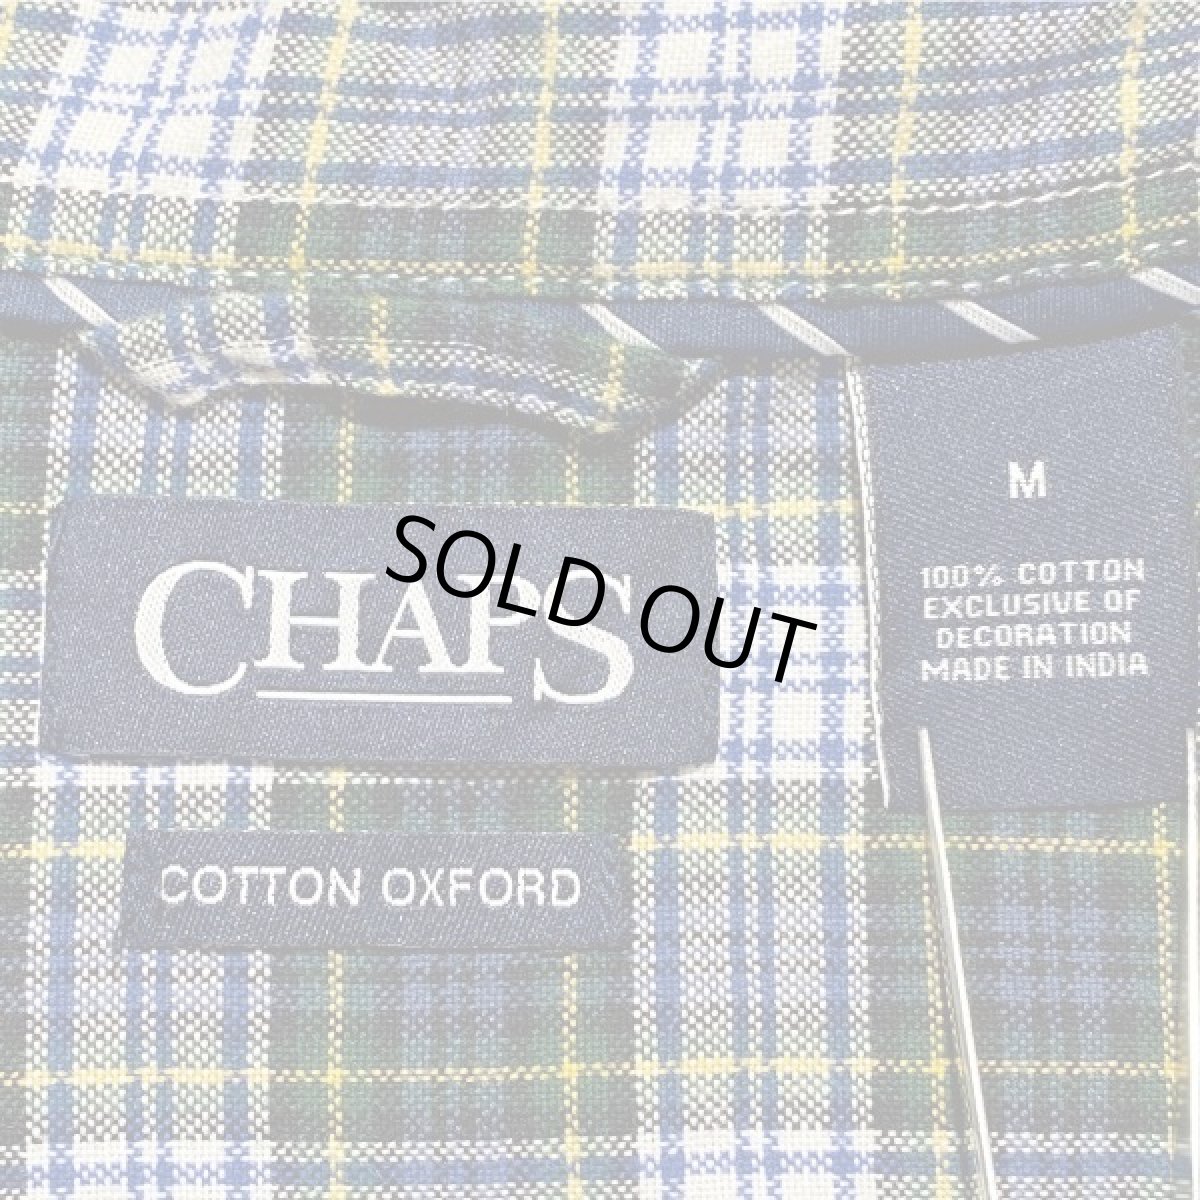 M
100% COTTON
EXCLUSIVE OF
DECORATION
MADE IN INDIA
CHAPS
COTTON OXFORD
SOLD OUT